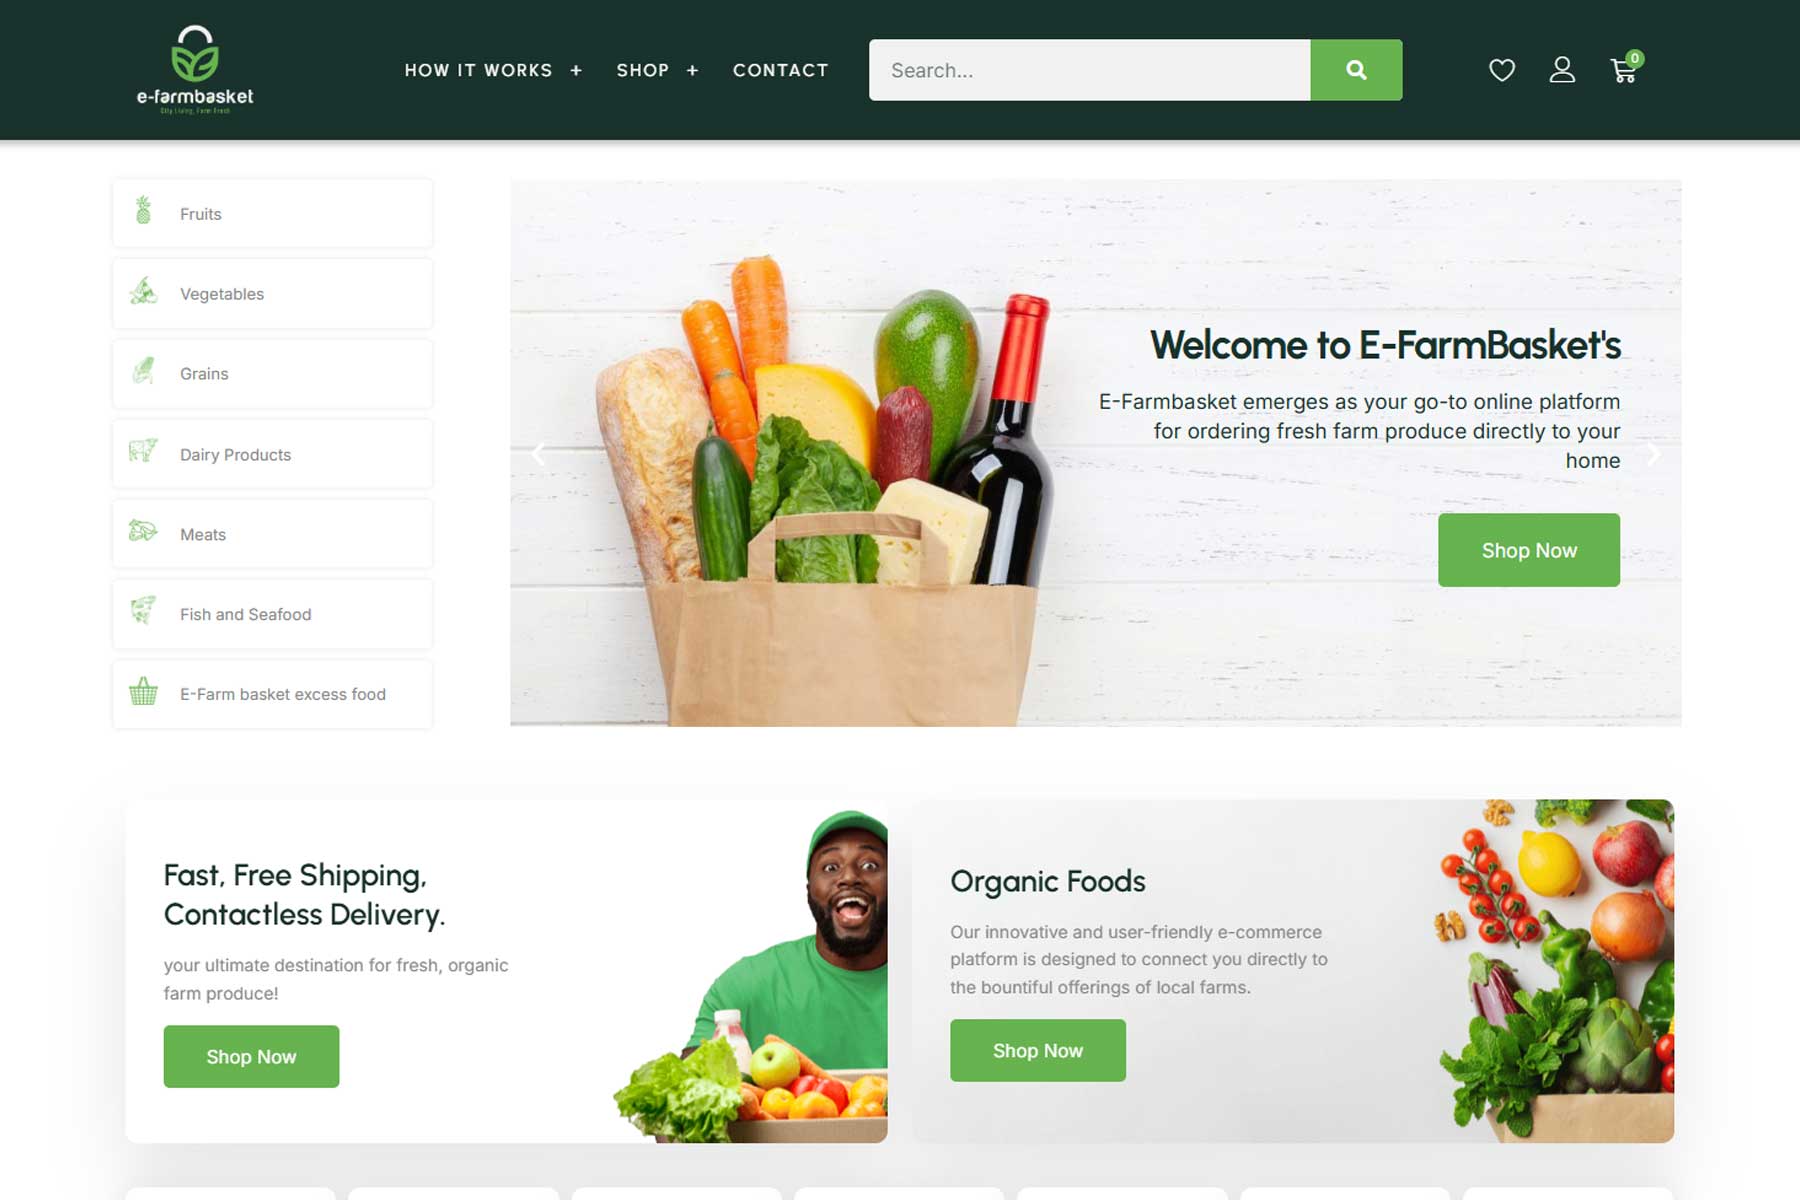 e-farmbasket
City Living, Farm Fresh
HOW IT WORKS +
SHOP +
CONTACT
Search...
0
Fruits
Vegetables
Grains
Dairy Products
Meats
Fish and Seafood
E-Farm basket excess food
Welcome to E-FarmBasket's
E-Farmbasket emerges as your go-to online platform
for ordering fresh farm produce directly to your
home
Shop Now
Fast, Free Shipping,
Contactless Delivery.
your ultimate destination for fresh, organic
farm produce!
Shop Now
Organic Foods
Our innovative and user-friendly e-commerce
platform is designed to connect you directly to
the bountiful offerings of local farms.
Shop Now